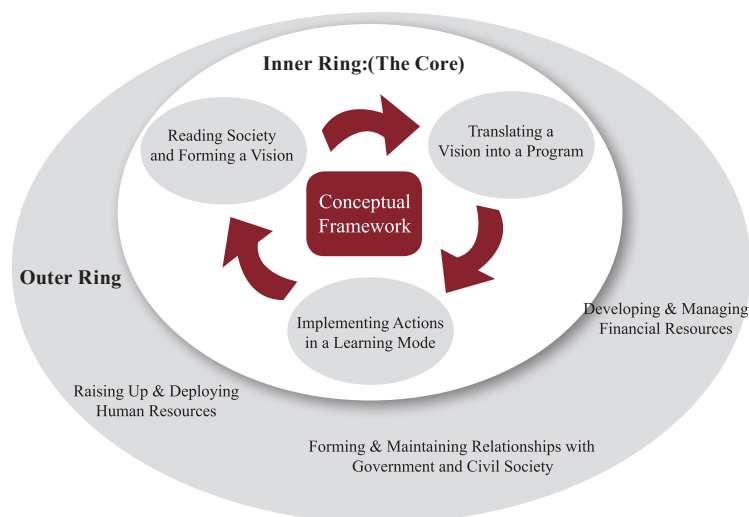 Inner Ring:(The Core)
Reading Society
and Forming a Vision
Translating a
Vision into a Program
Conceptual
Framework
Outer Ring
Implementing Actions
in a Learning Mode
Developing & Managing
Financial Resources
Raising Up & Deploying
Human Resources
Forming & Maintaining Relationships with
Government and Civil Society